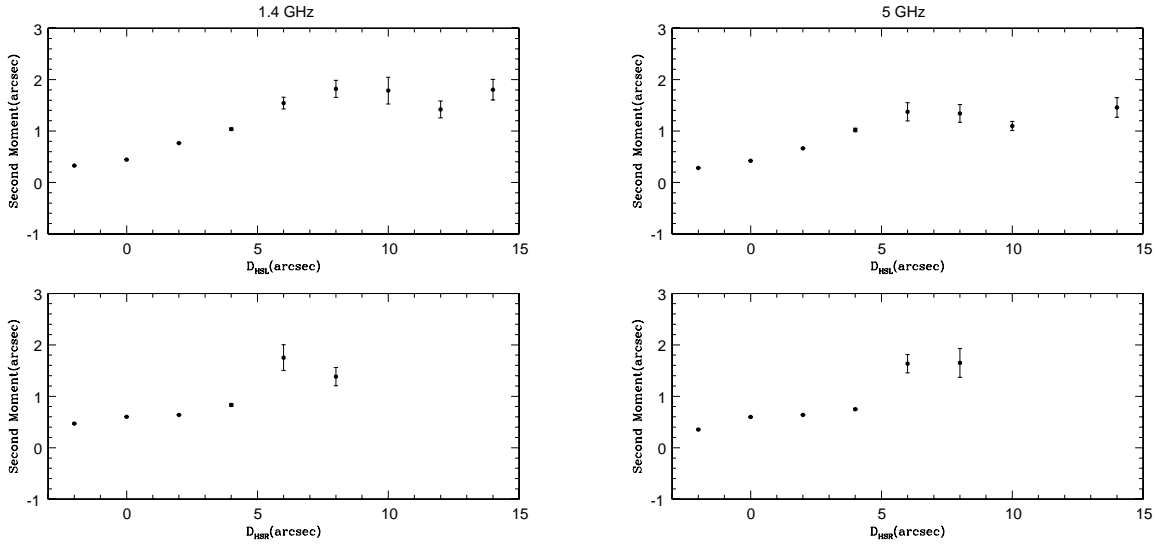 1.4 GHz
3
2
1
0
-1
Second Moment(arcsec)
0 5 10 15
D_HSL(arcsec)
5 GHz
3
2
1
0
-1
Second Moment(arcsec)
0 5 10 15
D_HSL(arcsec)
3
2
1
0
-1
Second Moment(arcsec)
0 5 10 15
D_HSR(arcsec)
3
2
1
0
-1
Second Moment(arcsec)
0 5 10 15
D_HSR(arcsec)